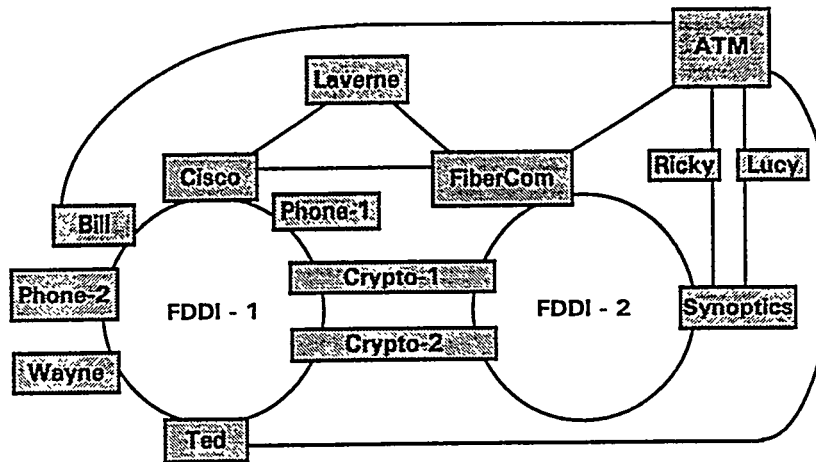 ATM
Laverne
Cisco
FiberCom
Ricky
Lucy
Phone-1
Bill
Crypto-1
Phone-2
FDDI - 1
FDDI - 2
Synoptics
Crypto-2
Wayne
Ted